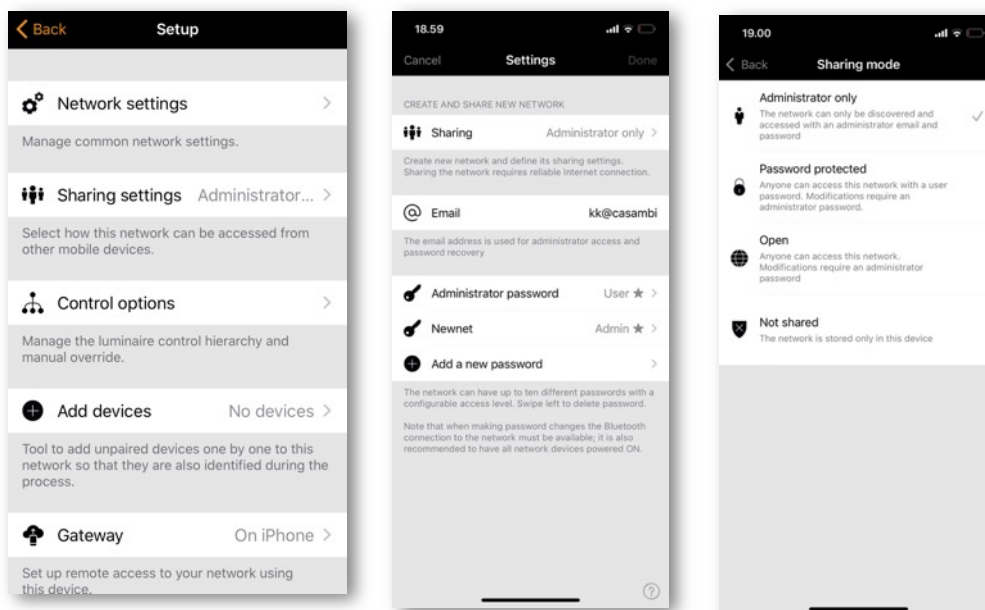 Back
Setup
Network settings
Manage common network settings.
Sharing settings Administrator...
Select how this network can be accessed from
other mobile devices.
Control options
Manage the luminaire control hierarchy and
manual override.
Add devices No devices
Tool to add unpaired devices one by one to this
network so that they are also identified during the
process.
Gateway On iPhone
Set up remote access to your network using
this device.
18.59
Cancel Settings Done
CREATE AND SHARE NEW NETWORK
Sharing Administrator only
Create new network and define its sharing settings.
Sharing the network requires reliable Internet connection.
Email kk@casambi
The email address is used for administrator access and
password recovery
Administrator password User ★
Newnet Admin ★
Add a new password
The network can have up to ten different passwords with a
configurable access level. Swipe left to delete password.
Note that when making password changes the Bluetooth
connection to the network must be available; it is also
recommended to have all network devices powered ON.
?
19.00
Back Sharing mode
Administrator only
The network can only be discovered and
accessed with an administrator email and
password
Password protected
Anyone can access this network with a user
password. Modifications require an
administrator password.
Open
Anyone can access this network.
Modifications require an administrator
password
Not shared
The network is stored only in this device